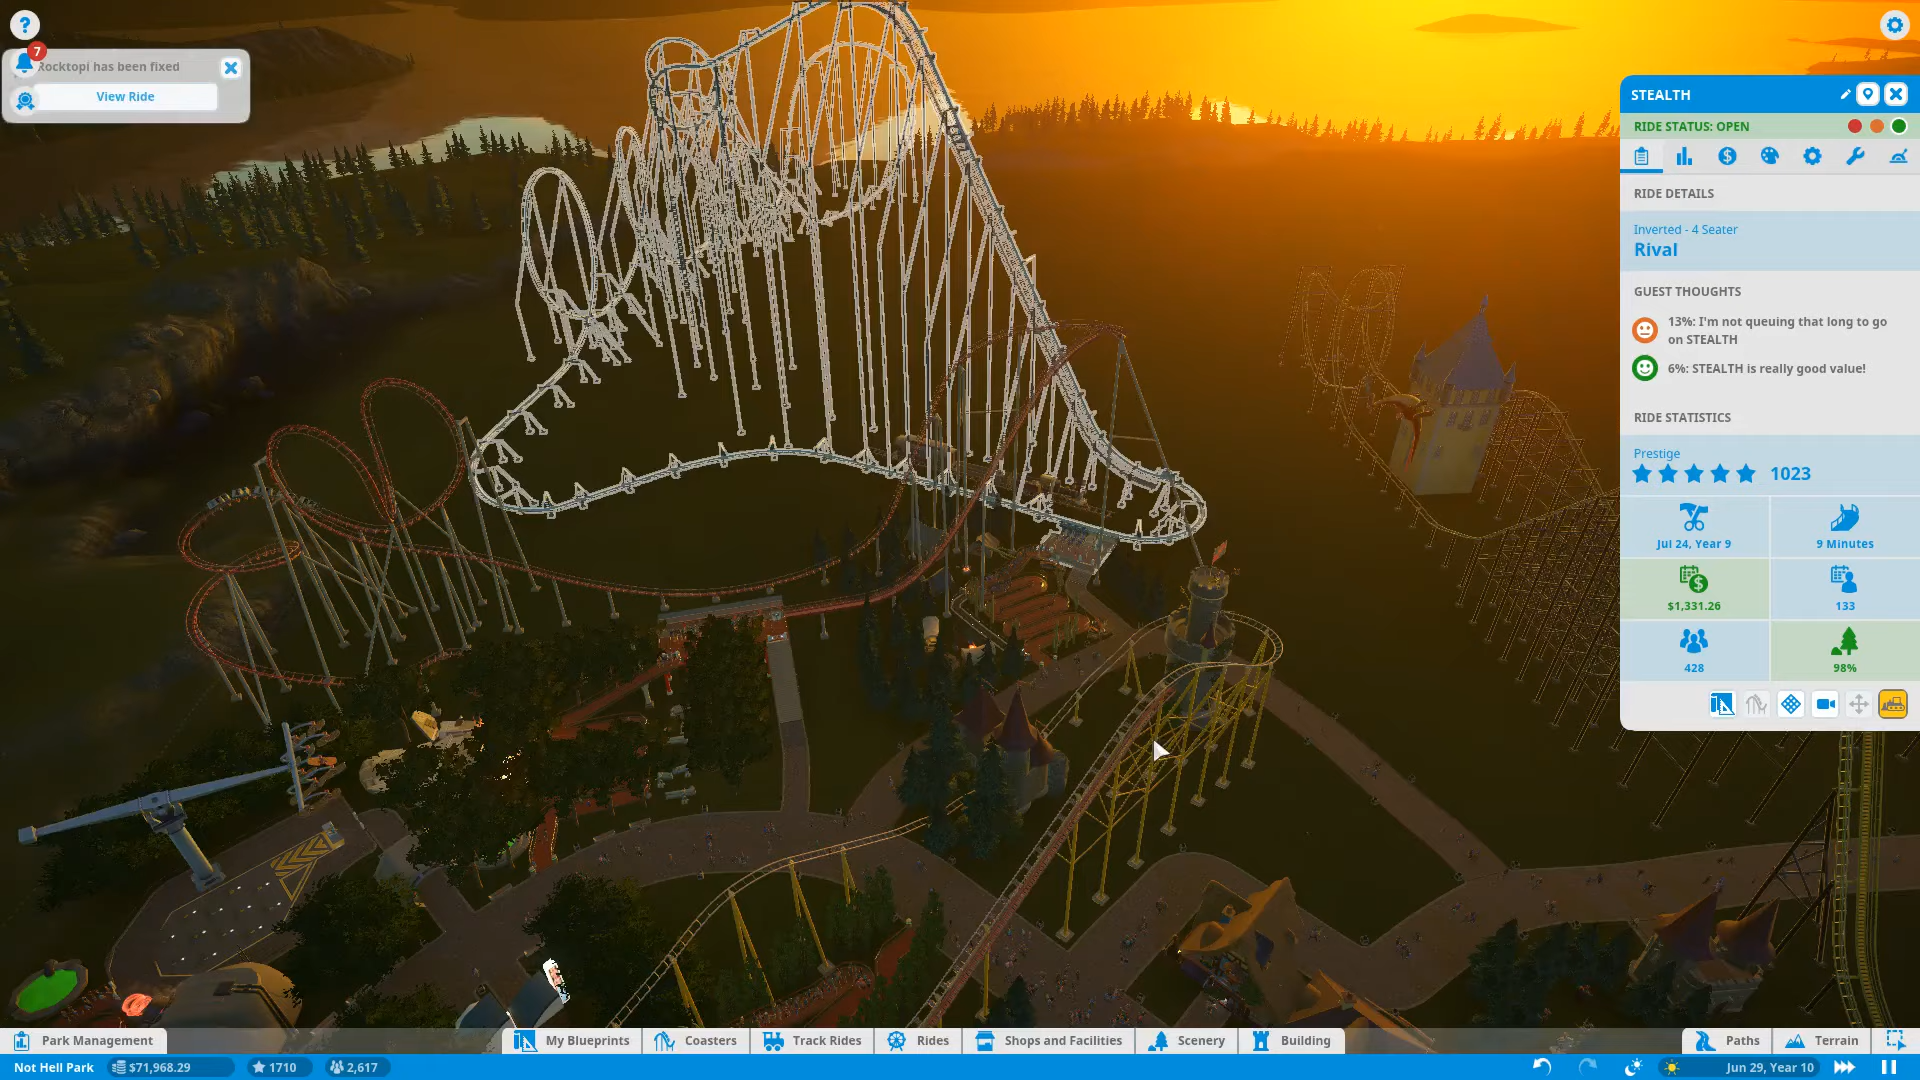 ?
7
Rocktopi has been fixed
View Ride
STEALTH
RIDE STATUS: OPEN
RIDE DETAILS
Inverted - 4 Seater
Rival
GUEST THOUGHTS
13%: I'm not queuing that long to go
on STEALTH
6%: STEALTH is really good value!
RIDE STATISTICS
Prestige
1023
Jul 24, Year 9
9 Minutes
$1,331.26
133
428
98%
Park Management
My Blueprints
Coasters
Track Rides
Rides
Shops and Facilities
Scenery
Building
Paths
Terrain
Not Hell Park
$71,968.29
1710
2,617
Jun 29, Year 10